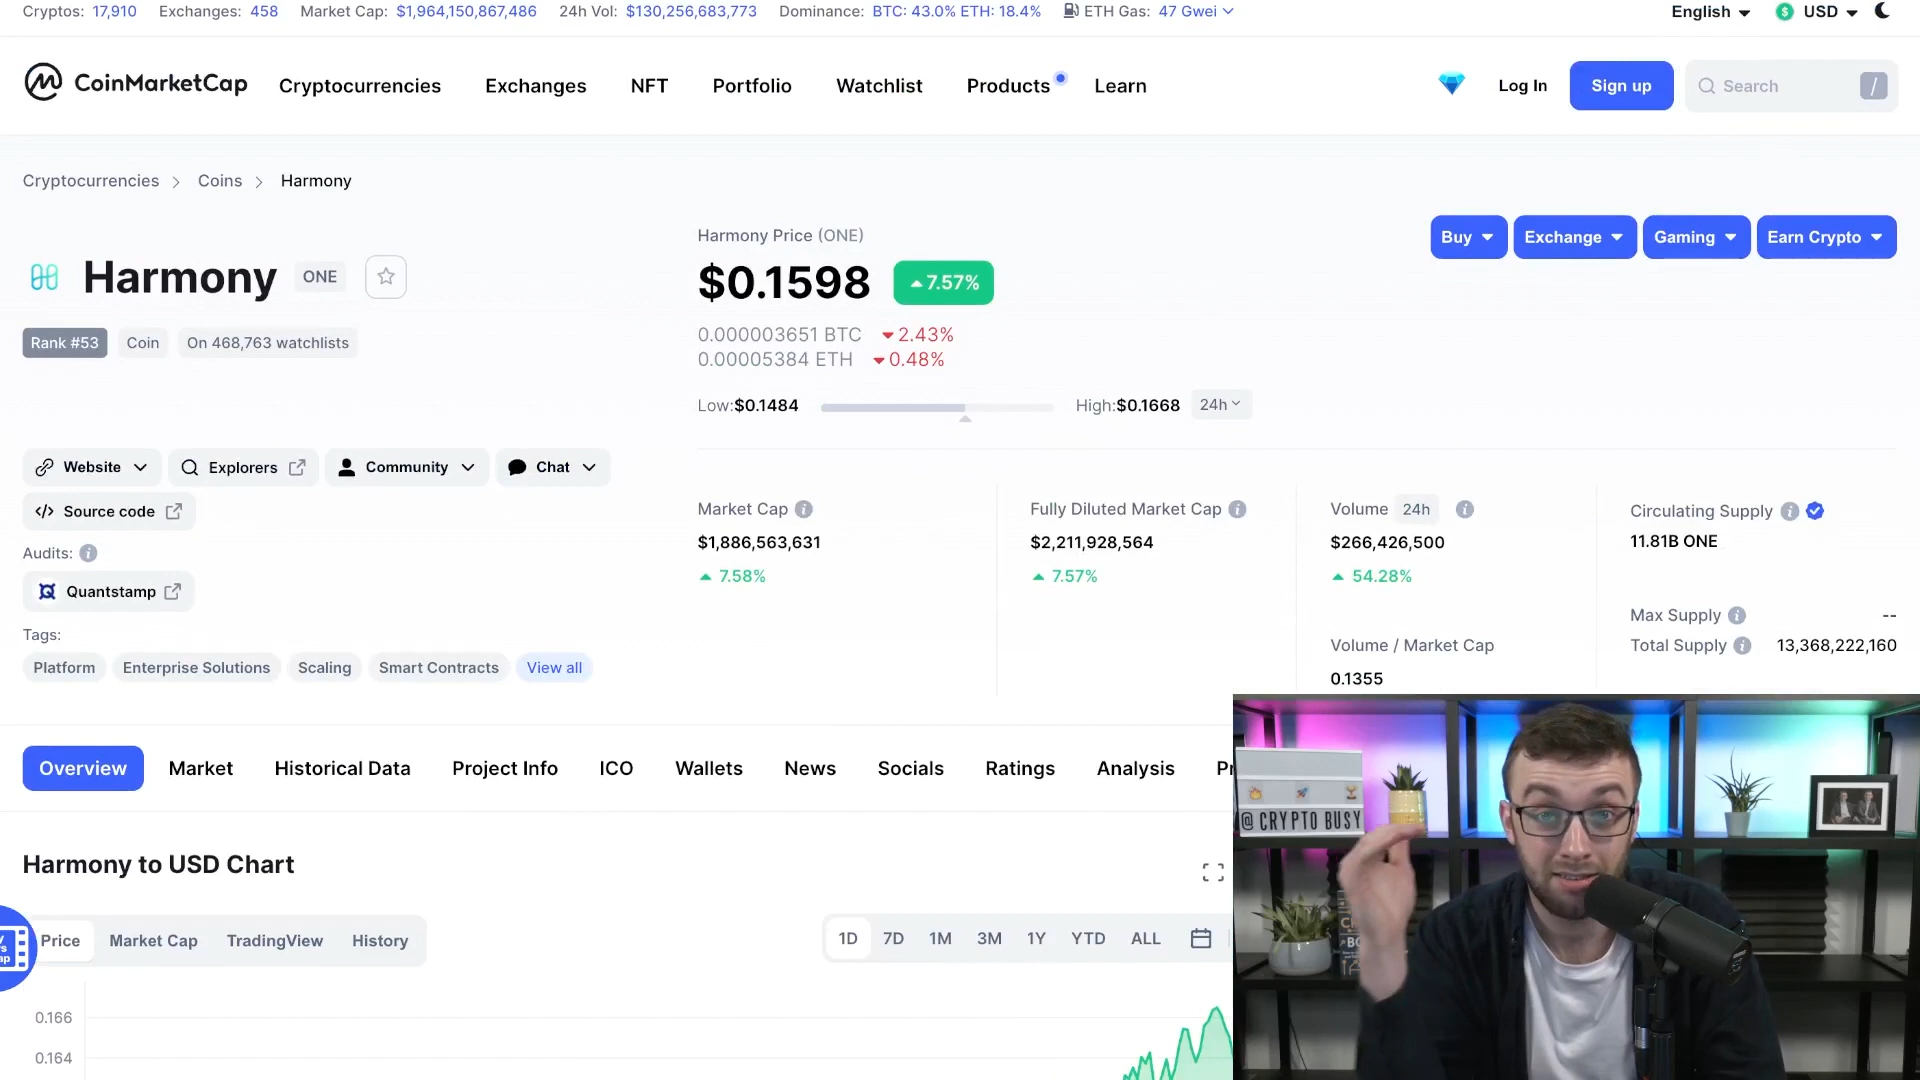 Cryptos: 17,910 Exchanges: 458 Market Cap: $1,964,150,867,486 24h Vol: $130,256,683,773 Dominance: BTC: 43.0% ETH: 18.4% ETH Gas: 47 Gwei English USD
CoinMarketCap Cryptocurrencies Exchanges NFT Portfolio Watchlist Products Learn Log In Sign up Search /
Cryptocurrencies > Coins > Harmony
Harmony Price (ONE)
Buy Exchange Gaming Earn Crypto
Harmony ONE
$0.1598 7.57%
Rank #53 Coin On 468,763 watchlists
0.000003651 BTC 2.43%
0.00005384 ETH 0.48%
Low:$0.1484 High:$0.1668 24h
Website Explorers Community Chat
Source code
Audits:
Quantstamp
Tags:
Platform Enterprise Solutions Scaling Smart Contracts View all
Market Cap
$1,886,563,631
7.58%
Fully Diluted Market Cap
$2,211,928,564
7.57%
Volume 24h
$266,426,500
54.28%
Volume / Market Cap
0.1355
Circulating Supply
11.81B ONE
Max Supply --
Total Supply 13,368,222,160
Overview Market Historical Data Project Info ICO Wallets News Socials Ratings Analysis
Harmony to USD Chart
Price Market Cap TradingView History
1D 7D 1M 3M 1Y YTD ALL
0.166
0.164
@ CRYPTO BUSY